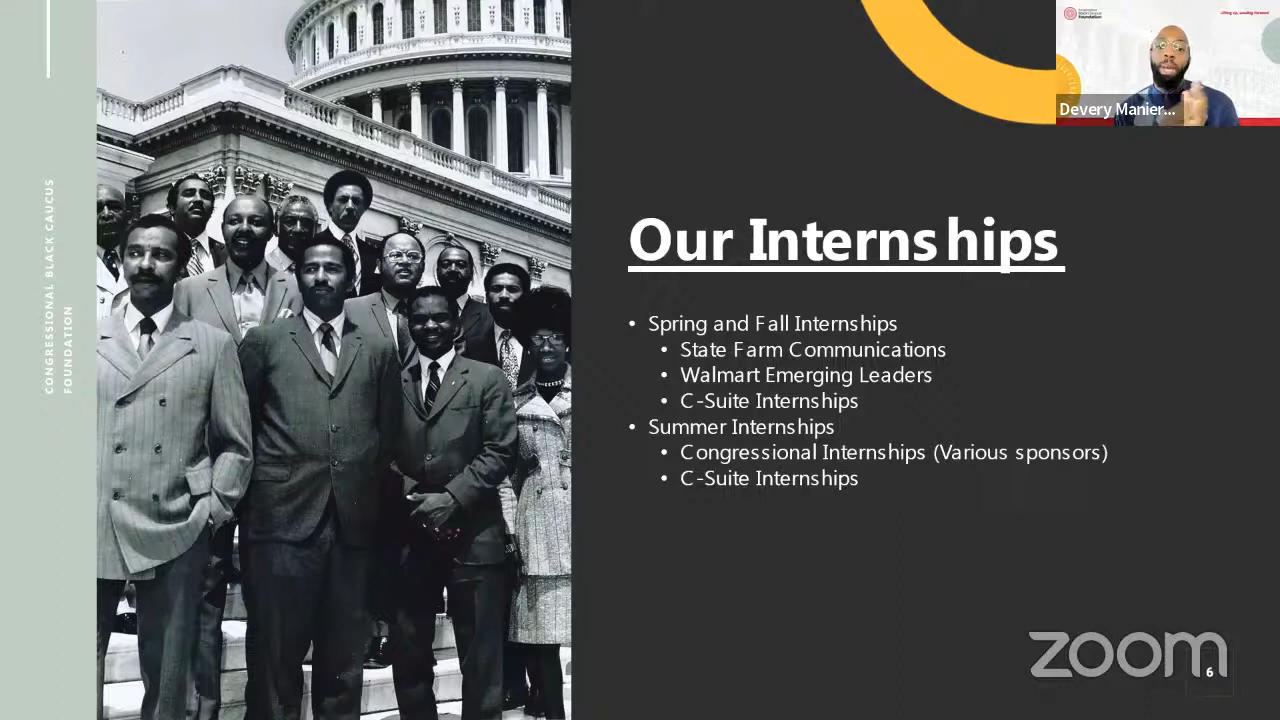 CONGRESSIONAL BLACK CAUCUS
FOUNDATION
Our Internships
• Spring and Fall Internships
• State Farm Communications
• Walmart Emerging Leaders
• C-Suite Internships
• Summer Internships
• Congressional Internships (Various sponsors)
• C-Suite Internships
Foundation
Devery Manier...
zoom
6